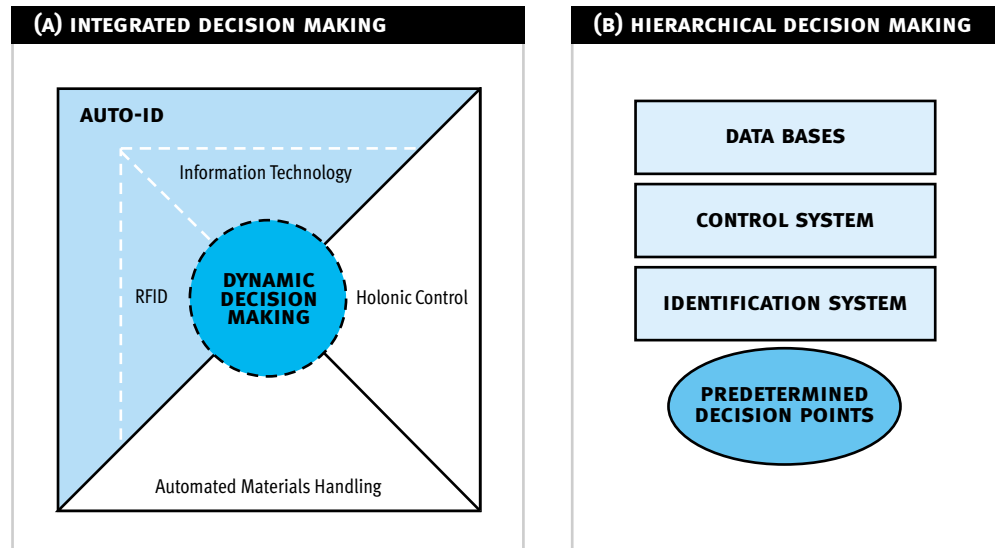 (A) INTEGRATED DECISION MAKING
AUTO-ID
Information Technology
RFID
DYNAMIC
DECISION
MAKING
Holonic Control
Automated Materials Handling
(B) HIERARCHICAL DECISION MAKING
DATA BASES
CONTROL SYSTEM
IDENTIFICATION SYSTEM
PREDETERMINED
DECISION POINTS